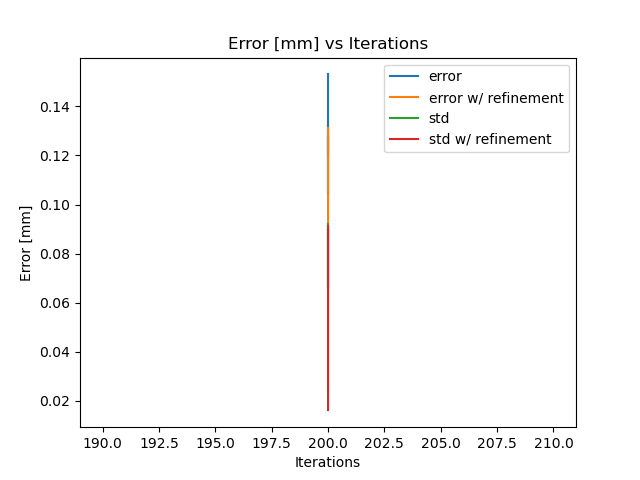 Error [mm] vs Iterations
error
error w/ refinement
std
std w/ refinement
Error [mm]
0.14
0.12
0.10
0.08
0.06
0.04
0.02
190.0 192.5 195.0 197.5 200.0 202.5 205.0 207.5 210.0
Iterations